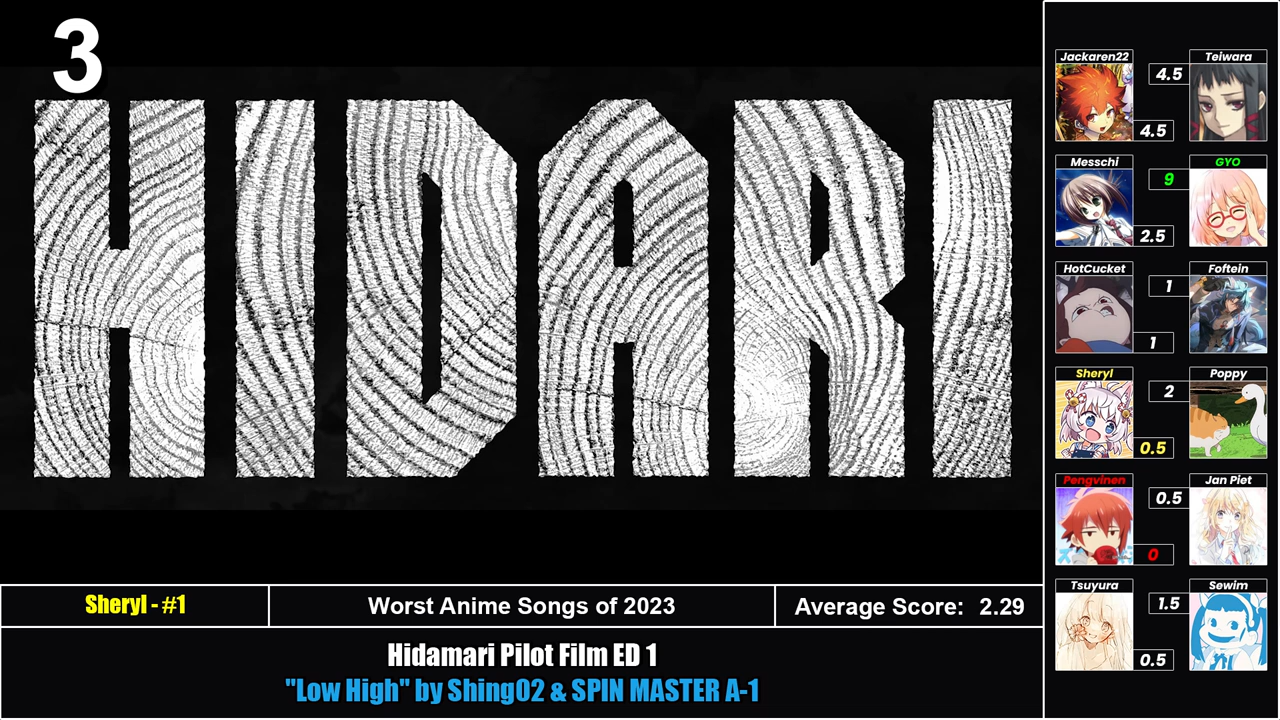 3
HIDARI
Sheryl - #1
Worst Anime Songs of 2023
Average Score: 2.29
Hidamari Pilot Film ED 1
"Low High" by Shing02 & SPIN MASTER A-1
Jackaren22
4.5
Teiwara
4.5
Messchi
9
GYO
2.5
HotCucket
1
Foftein
1
Sheryl
2
Poppy
0.5
Pengvinen
0.5
Jan Piet
0
Tsuyura
1.5
Sewim
0.5